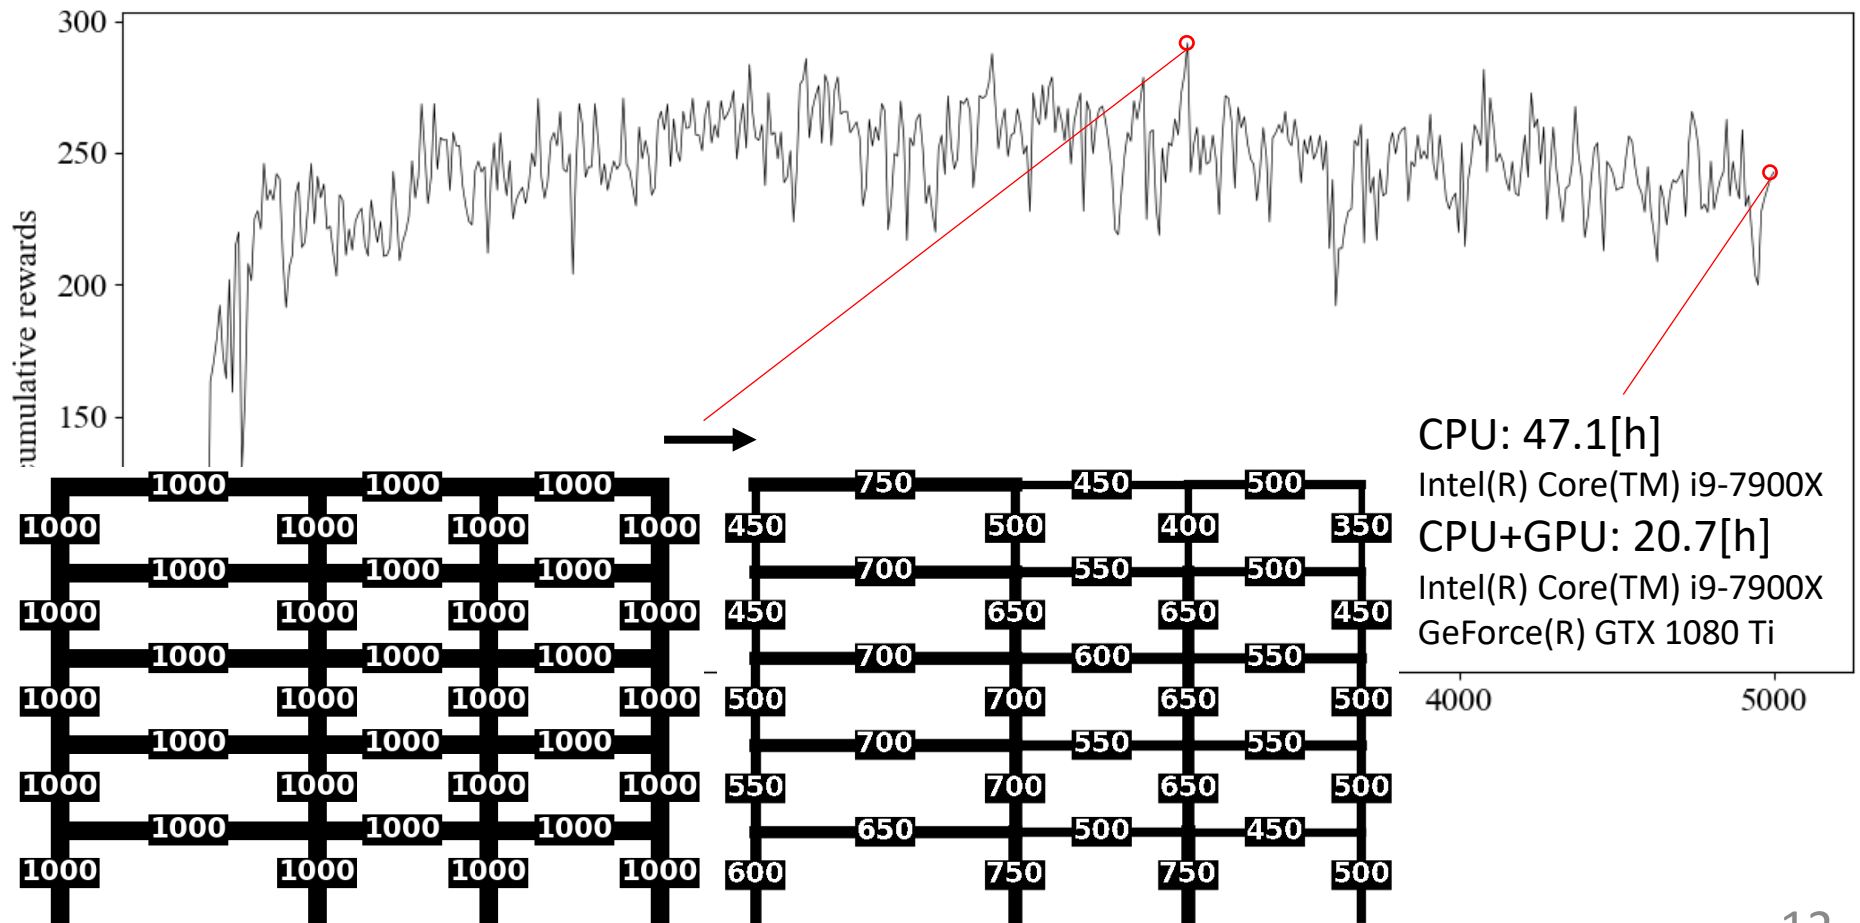 300
250
200
150
cumulative rewards
CPU: 47.1[h]
Intel(R) Core(TM) i9-7900X
CPU+GPU: 20.7[h]
Intel(R) Core(TM) i9-7900X
GeForce(R) GTX 1080 Ti
4000 5000
1000 1000 1000
1000 1000 1000 1000
1000 1000 1000
1000 1000 1000 1000
1000 1000 1000
1000 1000 1000 1000
1000 1000 1000
1000 1000 1000 1000
1000 1000 1000
1000 1000 1000 1000
750 450 500
450 500 400 350
700 550 500
450 650 650 450
700 600 550
500 700 650 500
700 550 550
550 700 650 500
650 500 450
600 750 750 500